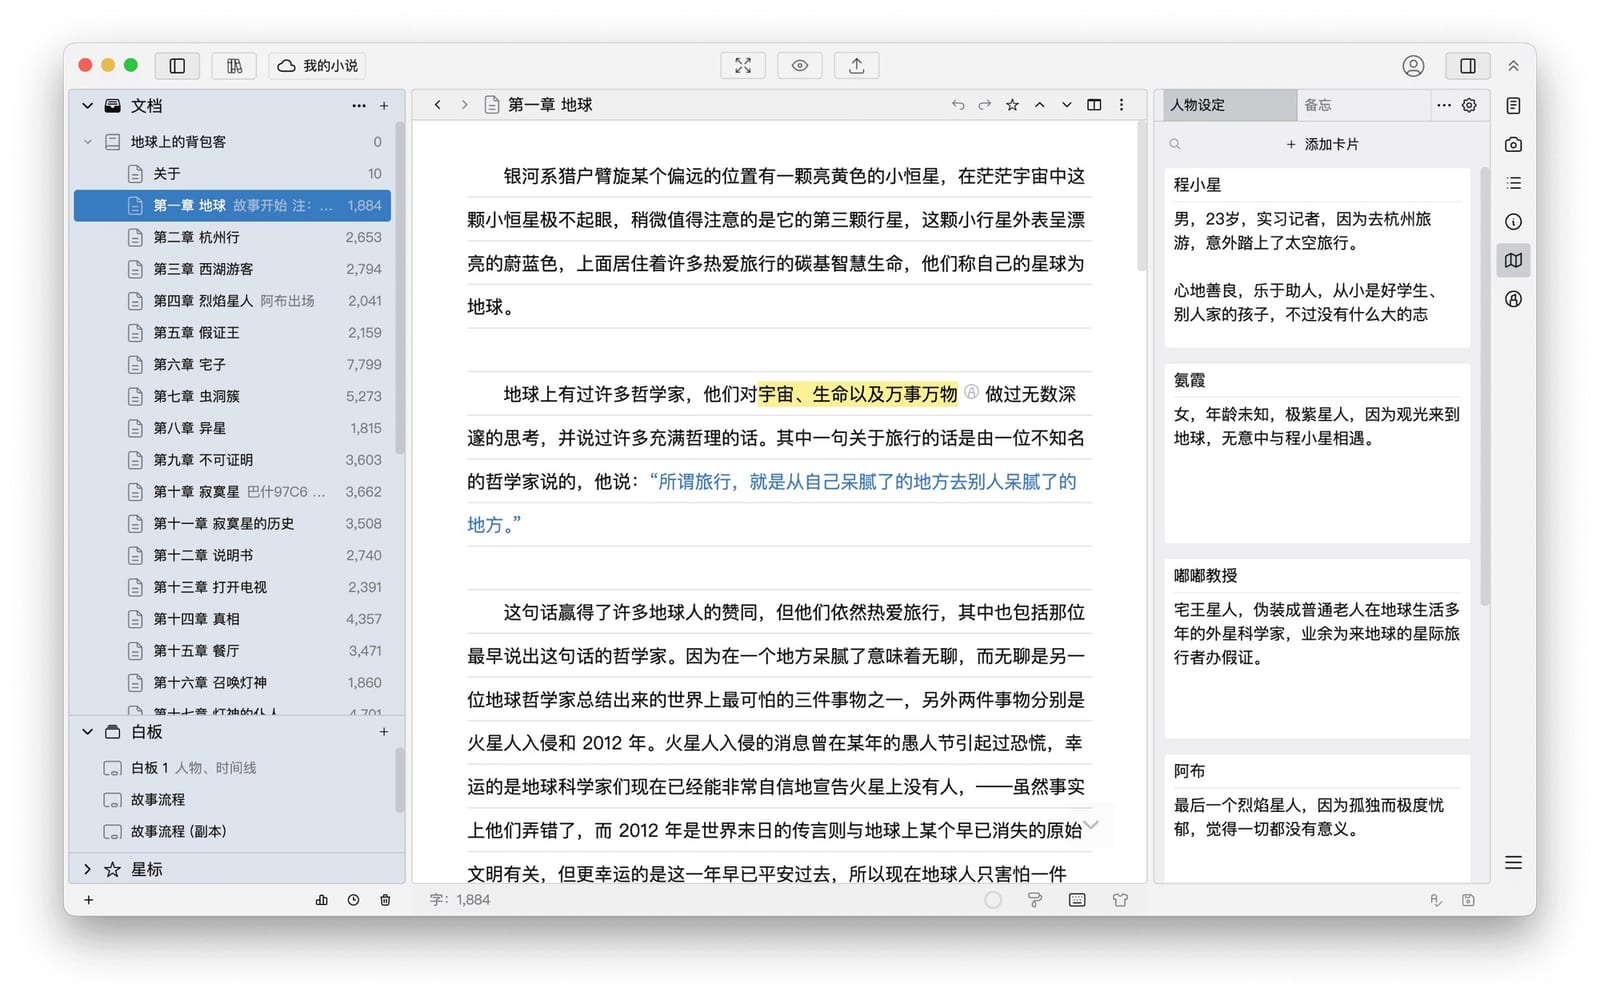 我的小说
文档
地球上的背包客 0
关于 10
第一章 地球 故事开始 注：… 1,884
第二章 杭州行 2,653
第三章 西湖游客 2,794
第四章 烈焰星人 阿布出场 2,041
第五章 假证王 2,159
第六章 宅子 7,799
第七章 虫洞簇 5,273
第八章 异星 1,815
第九章 不可证明 3,603
第十章 寂寞星 巴什97C6 … 3,662
第十一章 寂寞星的历史 3,508
第十二章 说明书 2,740
第十三章 打开电视 2,391
第十四章 真相 4,357
第十五章 餐厅 3,471
第十六章 召唤灯神 1,860
第十七章 灯神的仆人 4,701
白板
白板 1 人物、时间线
故事流程
故事流程 (副本)
星标
第一章 地球
银河系猎户臂旋某个偏远的位置有一颗亮黄色的小恒星，在茫茫宇宙中这
颗小恒星极不起眼，稍微值得注意的是它的第三颗行星，这颗小行星外表呈漂
亮的蔚蓝色，上面居住着许多热爱旅行的碳基智慧生命，他们称自己的星球为
地球。
地球上有过许多哲学家，他们对宇宙、生命以及万事万物 做过无数深
邃的思考，并说过许多充满哲理的话。其中一句关于旅行的话是由一位不知名
的哲学家说的，他说：“所谓旅行，就是从自己呆腻了的地方去别人呆腻了的
地方。”
这句话赢得了许多地球人的赞同，但他们依然热爱旅行，其中也包括那位
最早说出这句话的哲学家。因为在一个地方呆腻了意味着无聊，而无聊是另一
位地球哲学家总结出来的世界上最可怕的三件事物之一，另外两件事物分别是
火星人入侵和 2012 年。火星人入侵的消息曾在某年的愚人节引起过恐慌，幸
运的是地球科学家们现在已经能非常自信地宣告火星上没有人，——虽然事实
上他们弄错了，而 2012 年是世界末日的传言则与地球上某个早已消失的原始
文明有关，但更幸运的是这一年早已平安过去，所以现在地球人只害怕一件
字：1,884
人物设定 备忘
+ 添加卡片
程小星
男，23岁，实习记者，因为去杭州旅
游，意外踏上了太空旅行。
心地善良，乐于助人，从小是好学生、
别人家的孩子，不过没有什么大的志
氨霞
女，年龄未知，极紫星人，因为观光来到
地球，无意中与程小星相遇。
嘟嘟教授
宅王星人，伪装成普通老人在地球生活多
年的外星科学家，业余为来地球的星际旅
行者办假证。
阿布
最后一个烈焰星人，因为孤独而极度忧
郁，觉得一切都没有意义。